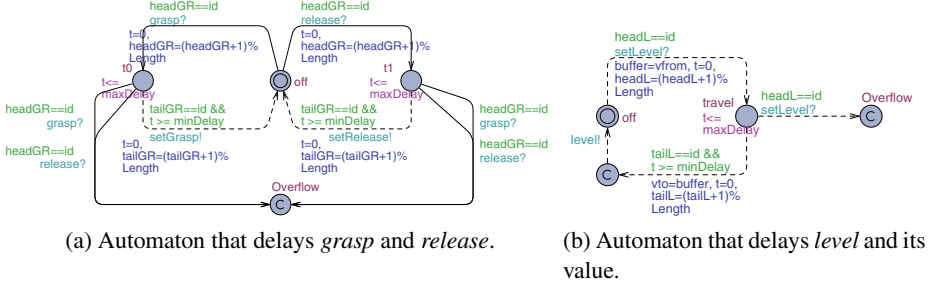 headGR==id
grasp?
headGR==id
release?
t=0,
headGR=(headGR+1)%
Length
t=0,
headGR=(headGR+1)%
Length
t0
t<=
maxDelay
off
t1
t<=
maxDelay
headGR==id
grasp?
headGR==id
release?
tailGR==id &&
t >= minDelay
setGrasp!
t=0,
tailGR=(tailGR+1)%
Length
tailGR==id &&
t >= minDelay
setRelease!
t=0,
tailGR=(tailGR+1)%
Length
headGR==id
grasp?
headGR==id
release?
Overflow
C
(a) Automaton that delays grasp and release.
headL==id
setLevel?
buffer=vfrom, t=0,
headL=(headL+1)%
Length
off
travel
t<=
maxDelay
headL==id
setLevel?
Overflow
C
level!
C
tailL==id &&
t >= minDelay
vto=buffer, t=0,
tailL=(tailL+1)%
Length
(b) Automaton that delays level and its
value.